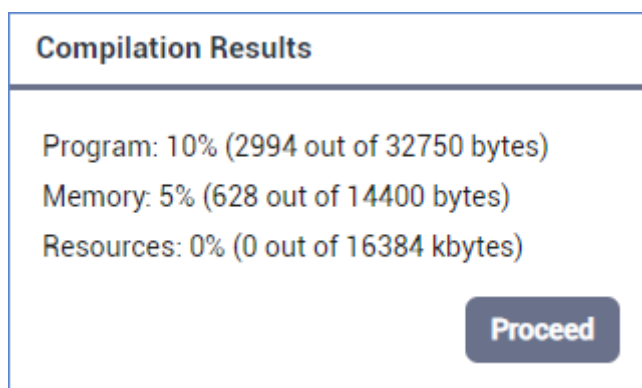 Compilation Results
Program: 10% (2994 out of 32750 bytes)
Memory: 5% (628 out of 14400 bytes)
Resources: 0% (0 out of 16384 kbytes)
Proceed